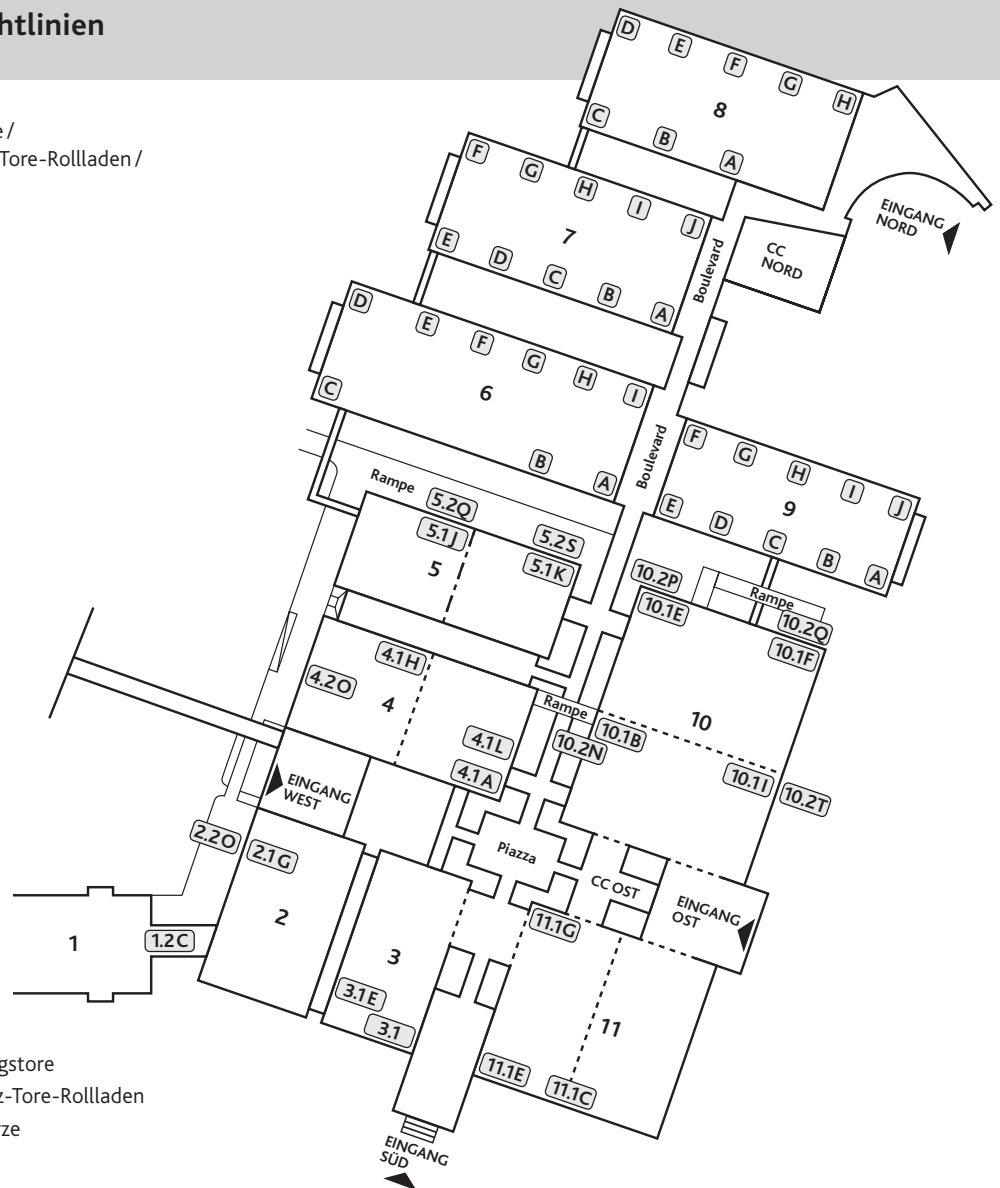 htlinien
e /
Tore-Rollladen /
D
E
F
G
H
8
C
B
A
F
G
H
I
J
7
E
D
C
B
A
EINGANG
NORD
CC
NORD
Boulevard
D
E
F
G
H
I
6
C
B
A
Boulevard
F
G
H
I
J
9
E
D
C
B
A
Rampe
5.2Q
5.1J
5.2S
5.1K
5
10.2P
10.1E
Rampe
10.2Q
10.1F
4.1H
4.2O
4
4.1L
4.1A
Rampe
10.1B
10.2N
10
10.1I
10.2T
EINGANG
WEST
2.2O
2.1G
Piazza
CC OST
EINGANG
OST
1
1.2C
2
3
3.1E
3.1
11.1G
11
11.1E
11.1C
gstore
z-Tore-Rollladen
rze
EINGANG
SÜD